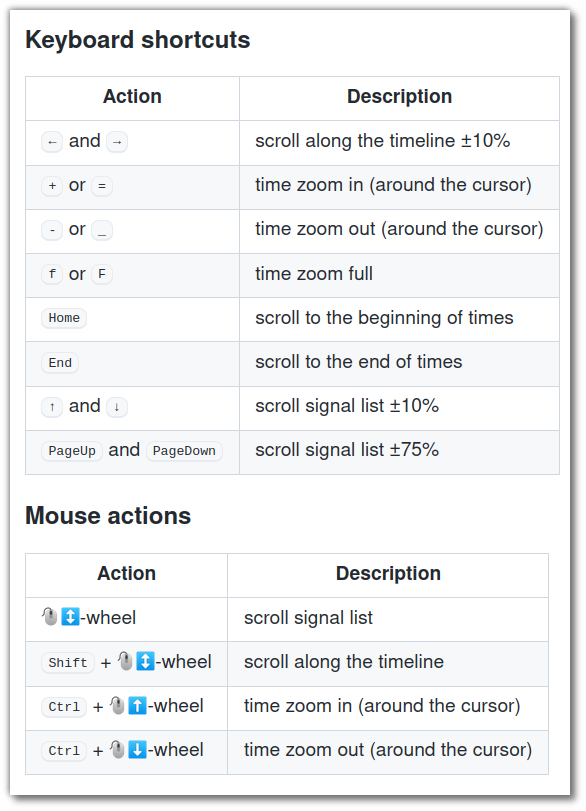 Keyboard shortcuts
Action Description
← and → scroll along the timeline ±10%
+ or = time zoom in (around the cursor)
- or _ time zoom out (around the cursor)
f or F time zoom full
Home scroll to the beginning of times
End scroll to the end of times
↑ and ↓ scroll signal list ±10%
PageUp and PageDown scroll signal list ±75%
Mouse actions
Action Description
🖱️↕️-wheel scroll signal list
Shift + 🖱️↕️-wheel scroll along the timeline
Ctrl + 🖱️⬆️-wheel time zoom in (around the cursor)
Ctrl + 🖱️⬇️-wheel time zoom out (around the cursor)